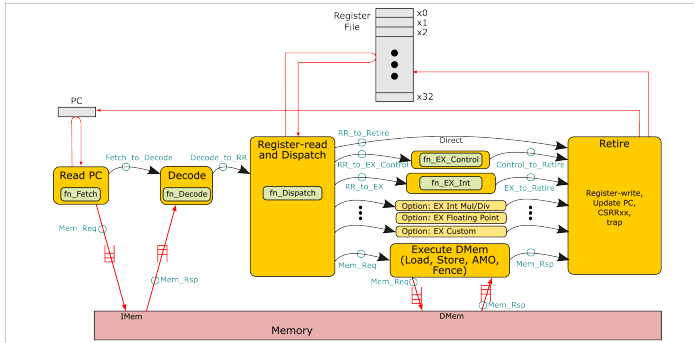 Register
File
x0
x1
x2
x32
PC
RR_to_Retire
Direct
Fetch_to_Decode
Decode_to_RR
Register-read
and Dispatch
Retire
Read PC
Decode
RR_to_EX_Control
fn_EX_Control
Control_to_Retire
fn_Fetch
fn_Decode
fn_Dispatch
RR_to_EX
fn_EX_Int
EX_to_Retire
Register-write,
Update PC,
CSRRxx,
trap
Option: EX Int Mul/Div
Option: EX Floating Point
Option: EX Custom
Mem_Req
Execute DMem
(Load, Store, AMO,
Fence)
Mem_Req
Mem_Rsp
Mem_Rsp
Mem_Req
Mem_Rsp
IMem
DMem
Memory